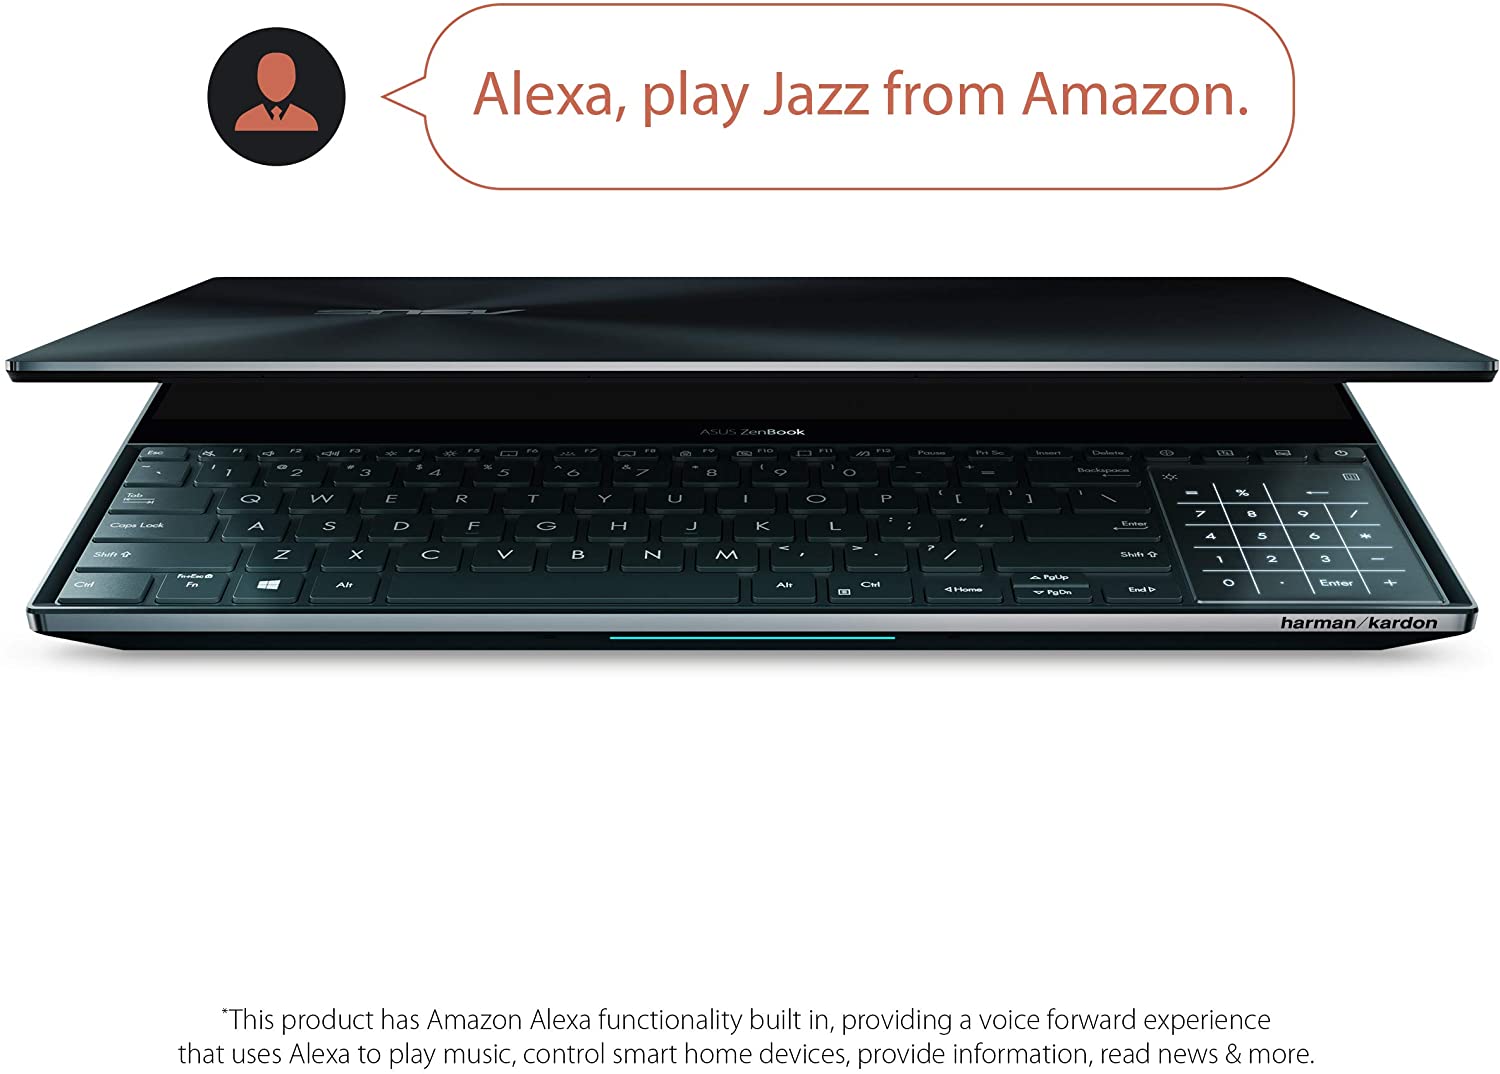 Alexa, play Jazz from Amazon.
ASUS
ASUS ZenBook
Esc F1 F2 F3 F4 F5 F6 F7 F8 F9 F10 F11 F12 Pause Prt Sc Insert Delete
~ ` ! 1 @ 2 # 3 $ 4 % 5 ^ 6 & 7 * 8 ( 9 ) 0 _ - + = Backspace
Tab Q W E R T Y U I O P { [ } ] | \
Caps Lock A S D F G H J K L : ; " ' Enter
Shift Z X C V B N M < , > . ? / Shift
Ctrl Fn+Esc Fn Alt Alt Ctrl Home PgUp PgDn End
= % ←
7 8 9 /
4 5 6 *
1 2 3 -
0 . Enter +
harman/kardon
*This product has Amazon Alexa functionality built in, providing a voice forward experience
that uses Alexa to play music, control smart home devices, provide information, read news & more.